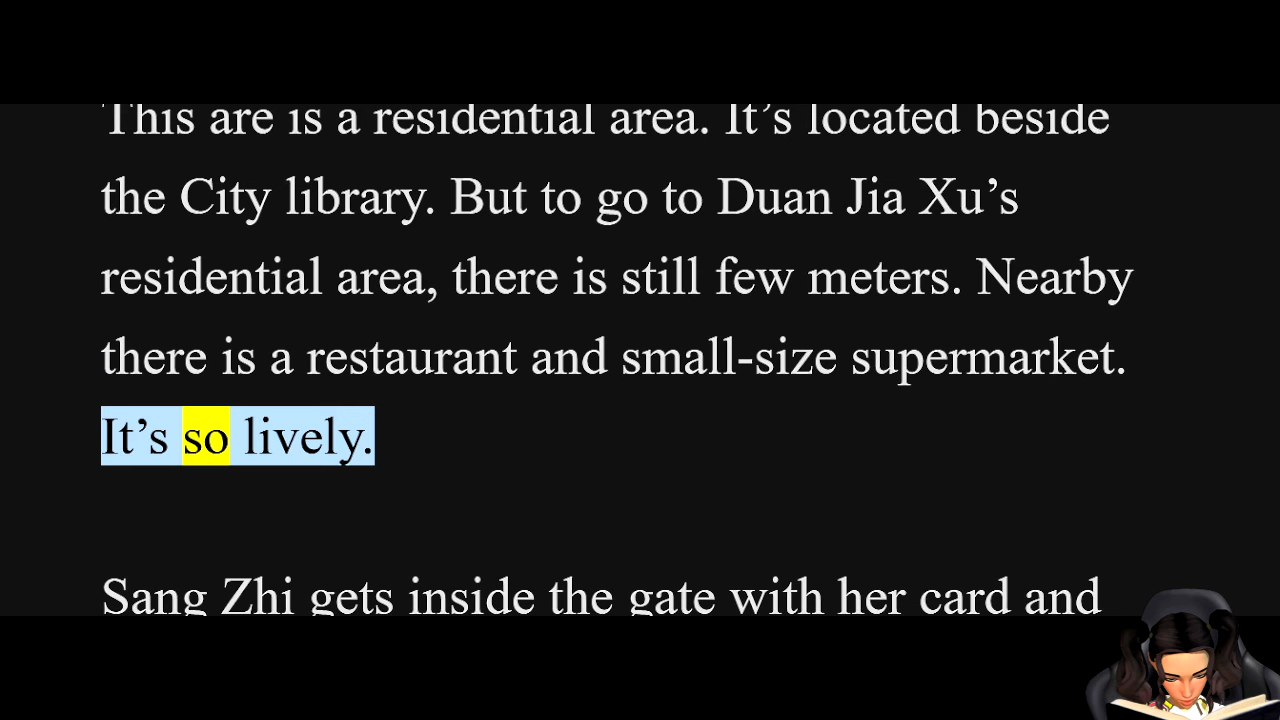 This are is a residential area. It’s located beside
the City library. But to go to Duan Jia Xu’s
residential area, there is still few meters. Nearby
there is a restaurant and small-size supermarket.
It’s so lively.
Sang Zhi gets inside the gate with her card and